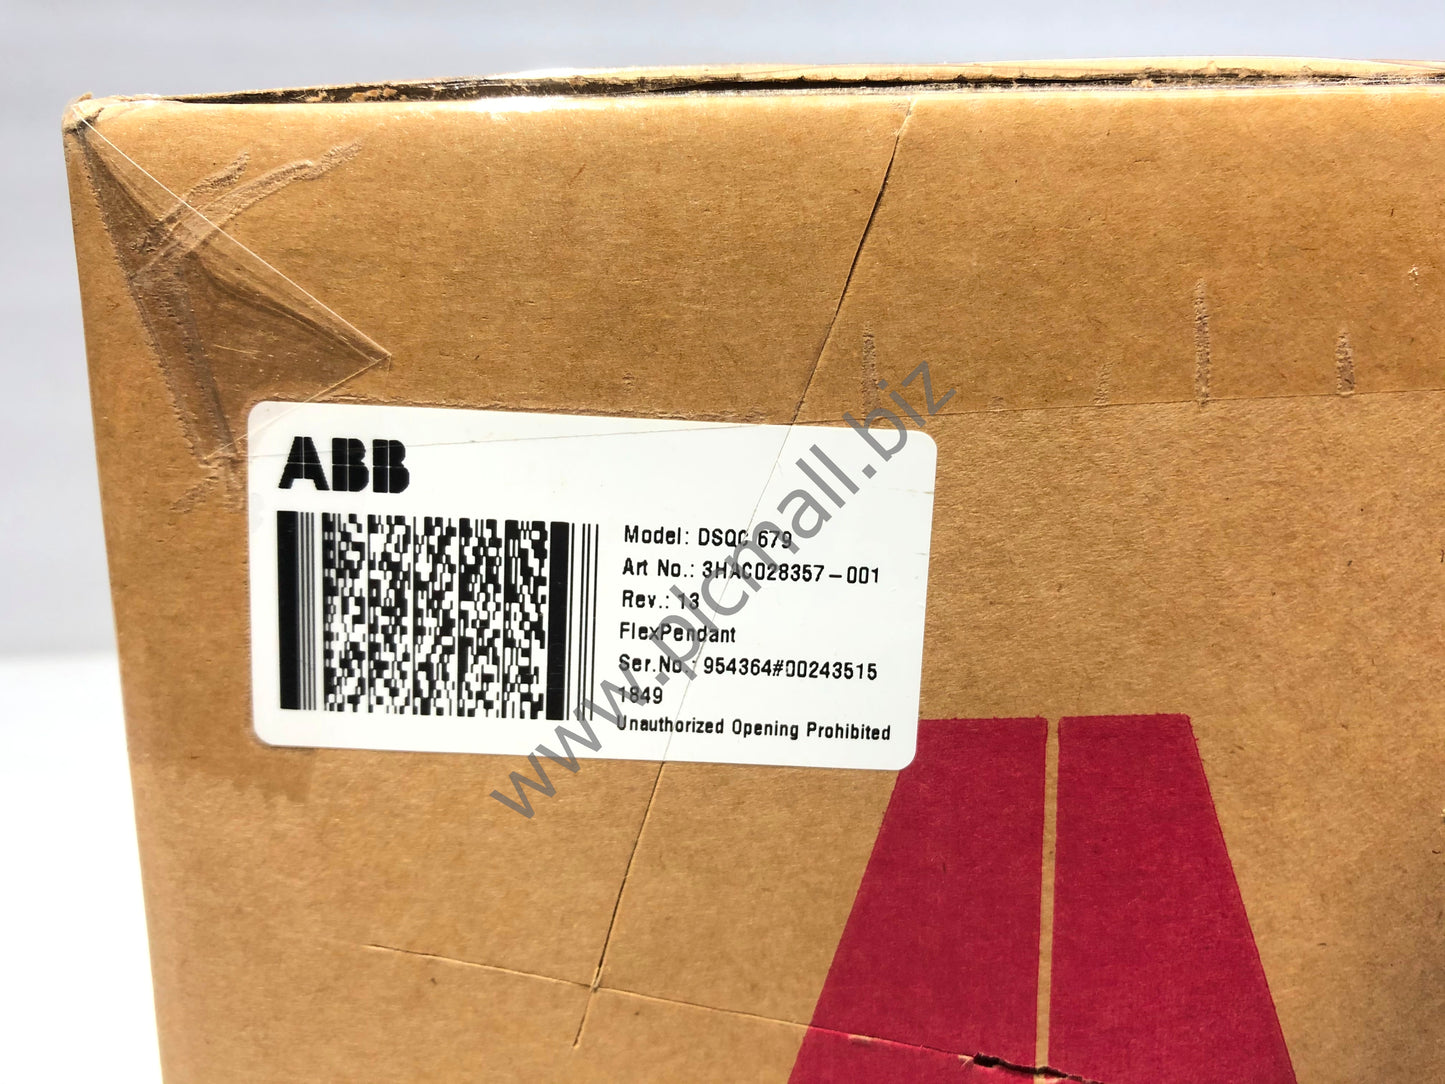 ABB
Model: DSQC 679
Art No.: 3HAC028357-001
Rev.: 13
FlexPendant
Ser.No.: 954364#00243515
1849
Unauthorized Opening Prohibited
www.plcmall.biz